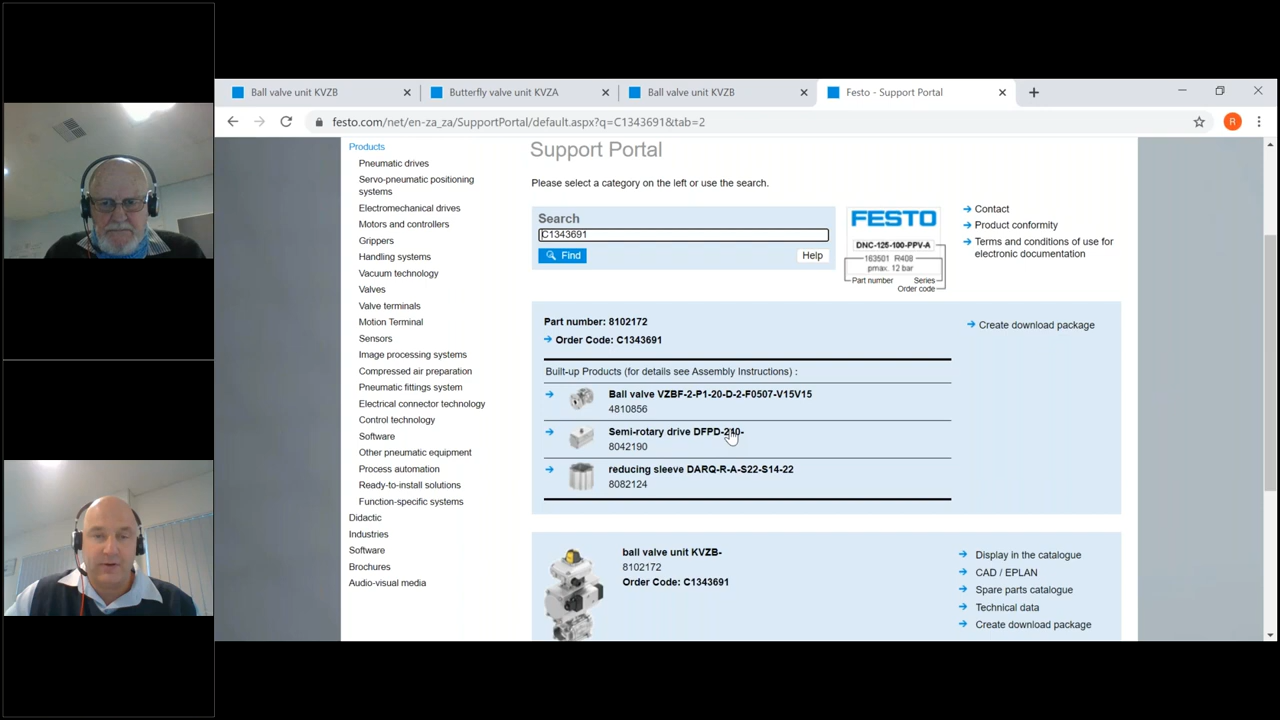 Ball valve unit KVZB
Butterfly valve unit KVZA
Ball valve unit KVZB
Festo - Support Portal
festo.com/net/en-za_za/SupportPortal/default.aspx?q=C1343691&tab=2
R
Products
Pneumatic drives
Servo-pneumatic positioning
systems
Electromechanical drives
Motors and controllers
Grippers
Handling systems
Vacuum technology
Valves
Valve terminals
Motion Terminal
Sensors
Image processing systems
Compressed air preparation
Pneumatic fittings system
Electrical connector technology
Control technology
Software
Other pneumatic equipment
Process automation
Ready-to-install solutions
Function-specific systems
Didactic
Industries
Software
Brochures
Audio-visual media
Support Portal
Please select a category on the left or use the search.
Search
C1343691
Find
Help
FESTO
DNC-125-100-PPV-A
163501 R408
pmax. 12 bar
Part number Series
Order code
Contact
Product conformity
Terms and conditions of use for
electronic documentation
Part number: 8102172
Order Code: C1343691
Create download package
Built-up Products (for details see Assembly Instructions) :
Ball valve VZBF-2-P1-20-D-2-F0507-V15V15
4810856
Semi-rotary drive DFPD-240-
8042190
reducing sleeve DARQ-R-A-S22-S14-22
8082124
ball valve unit KVZB-
8102172
Order Code: C1343691
Display in the catalogue
CAD / EPLAN
Spare parts catalogue
Technical data
Create download package